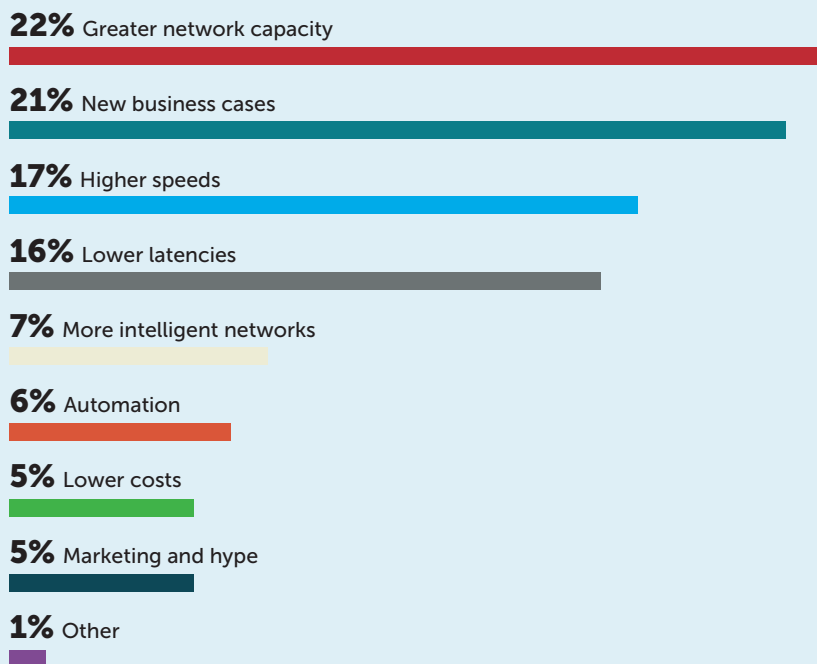 22% Greater network capacity
21% New business cases
17% Higher speeds
16% Lower latencies
7% More intelligent networks
6% Automation
5% Lower costs
5% Marketing and hype
1% Other